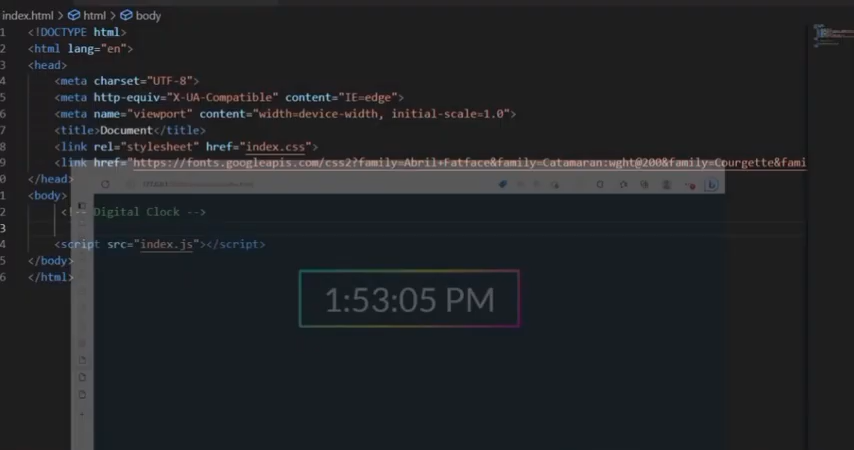 index.html > html > body
1 <!DOCTYPE html>
2 <html lang="en">
3 <head>
4 <meta charset="UTF-8">
5 <meta http-equiv="X-UA-Compatible" content="IE=edge">
6 <meta name="viewport" content="width=device-width, initial-scale=1.0">
7 <title>Document</title>
8 <link rel="stylesheet" href="index.css">
9 <link href="https://fonts.googleapis.com/css2?family=Abril+Fatface&family=Catamaran:wght@200&family=Courgette&fami
0 </head>
1 <body>
2 <!-- Digital Clock -->
3
4 <script src="index.js"></script>
5 </body>
6 </html>
1:53:05 PM